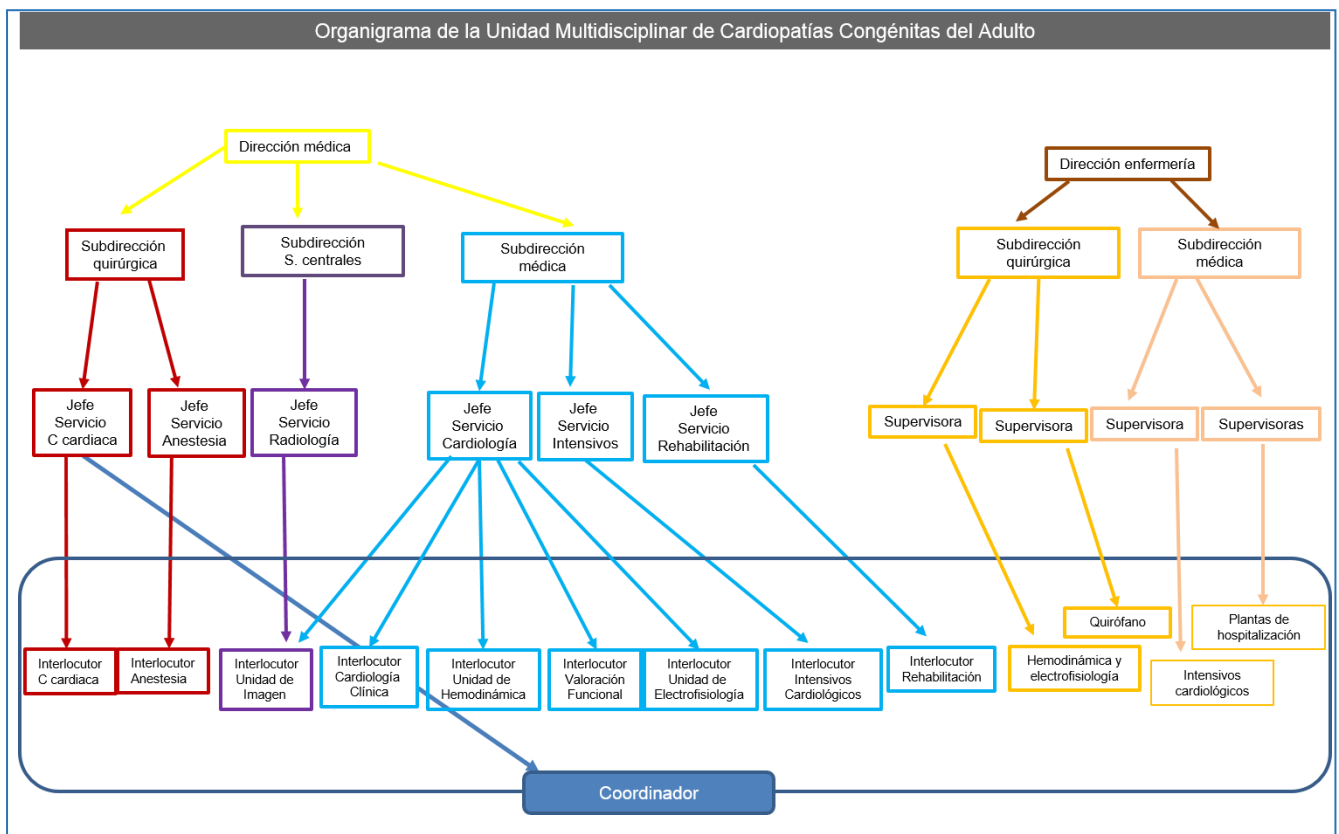 Organigrama de la Unidad Multidisciplinar de Cardiopatías Congénitas del Adulto
Dirección médica
Dirección enfermería
Subdirección
quirúrgica
Subdirección
S. centrales
Subdirección
médica
Subdirección
quirúrgica
Subdirección
médica
Jefe
Servicio
C cardiaca
Jefe
Servicio
Anestesia
Jefe
Servicio
Radiología
Jefe
Servicio
Cardiología
Jefe
Servicio
Intensivos
Jefe
Servicio
Rehabilitación
Supervisora
Supervisora
Supervisora
Supervisoras
Interlocutor
C cardiaca
Interlocutor
Anestesia
Interlocutor
Unidad de
Imagen
Interlocutor
Cardiología
Clínica
Interlocutor
Unidad de
Hemodinámica
Interlocutor
Valoración
Funcional
Interlocutor
Unidad de
Electrofisiología
Interlocutor
Intensivos
Cardiológicos
Interlocutor
Rehabilitación
Hemodinámica y
electrofisiología
Quirófano
Intensivos
cardiológicos
Plantas de
hospitalización
Coordinador